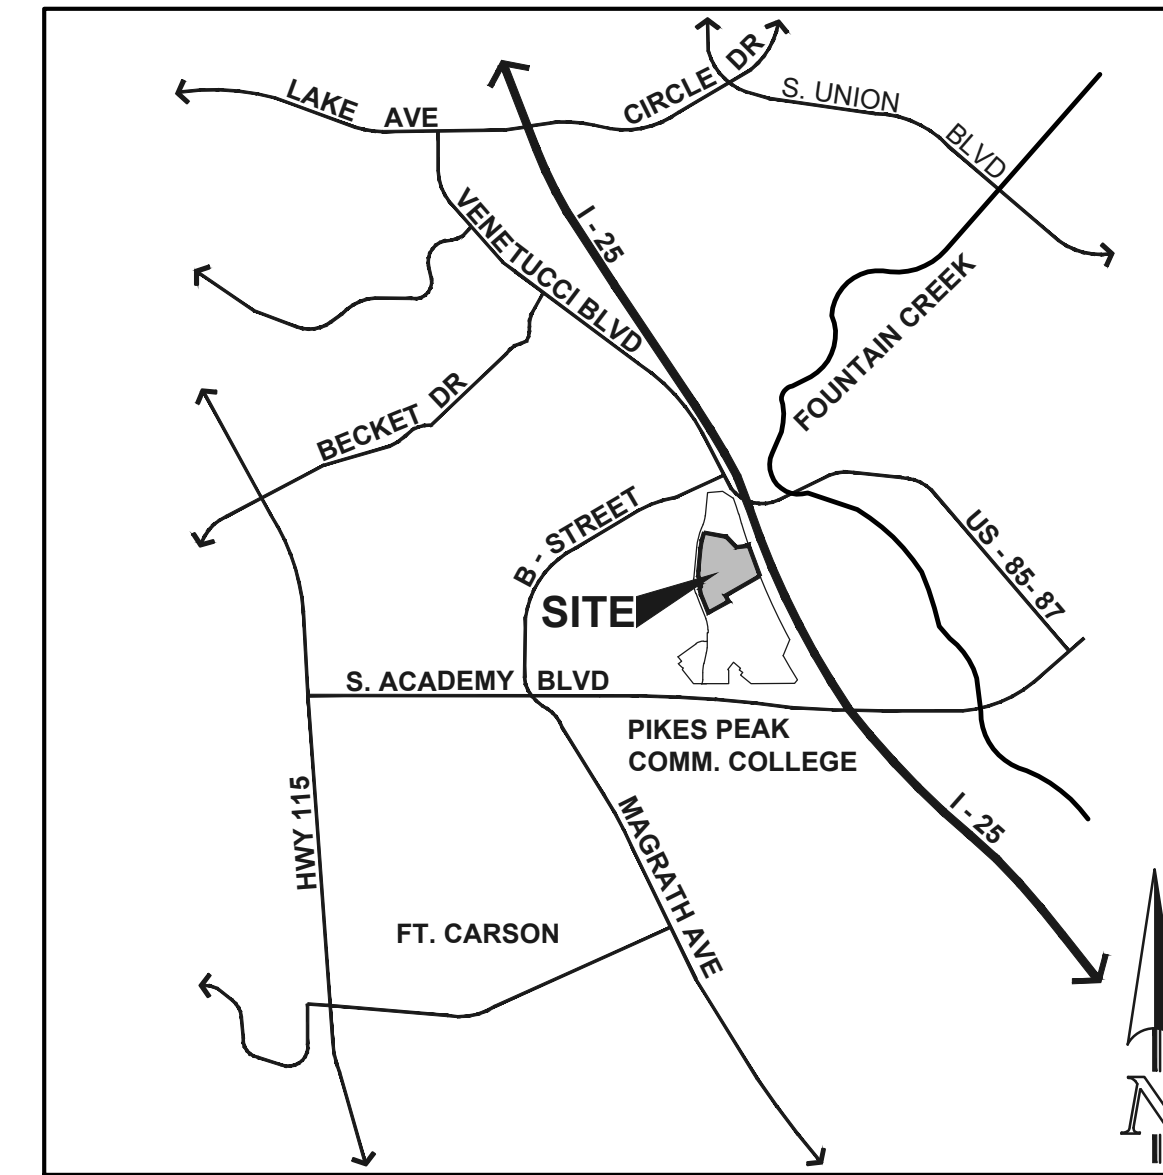 LAKE AVE
CIRCLE DR
S. UNION
BLVD
I - 25
VENETUCCI BLVD
FOUNTAIN CREEK
BECKET DR
B - STREET
US - 85- 87
SITE
S. ACADEMY BLVD
PIKES PEAK
COMM. COLLEGE
HWY 115
MAGRATH AVE
I - 25
FT. CARSON
N